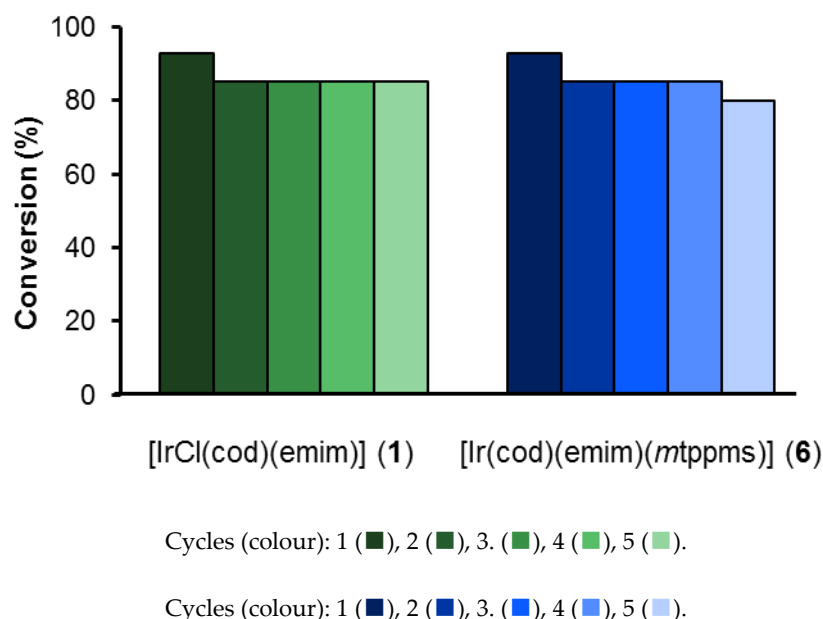 100
80
60
40
20
0
Conversion (%)
[IrCl(cod)(emim)] (1) [Ir(cod)(emim)(mtppms)] (6)
Cycles (colour): 1 (■), 2 (■), 3. (■), 4 (■), 5 (■).
Cycles (colour): 1 (■), 2 (■), 3. (■), 4 (■), 5 (■).